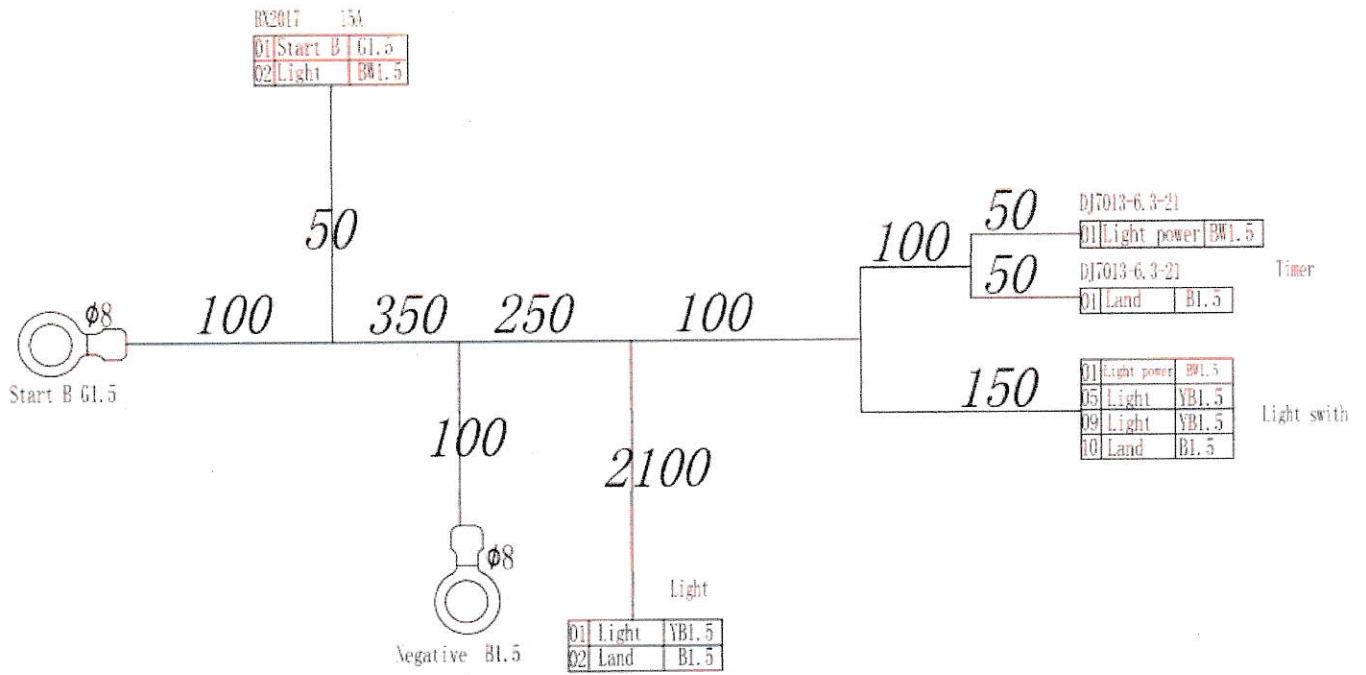 BX2017 15A
01 Start B G1.5
02 Light BW1.5
50
50
DJ7013-6.3-21
01 Light power BW1.5
100
50
DJ7013-6.3-21
Timer
01 Land B1.5
φ8
100
350
250
100
Start B G1.5
150
01 Light power BW1.5
05 Light YB1.5
09 Light YB1.5
10 Land B1.5
Light swith
100
2100
φ8
Light
01 Light YB1.5
02 Land B1.5
Negative B1.5